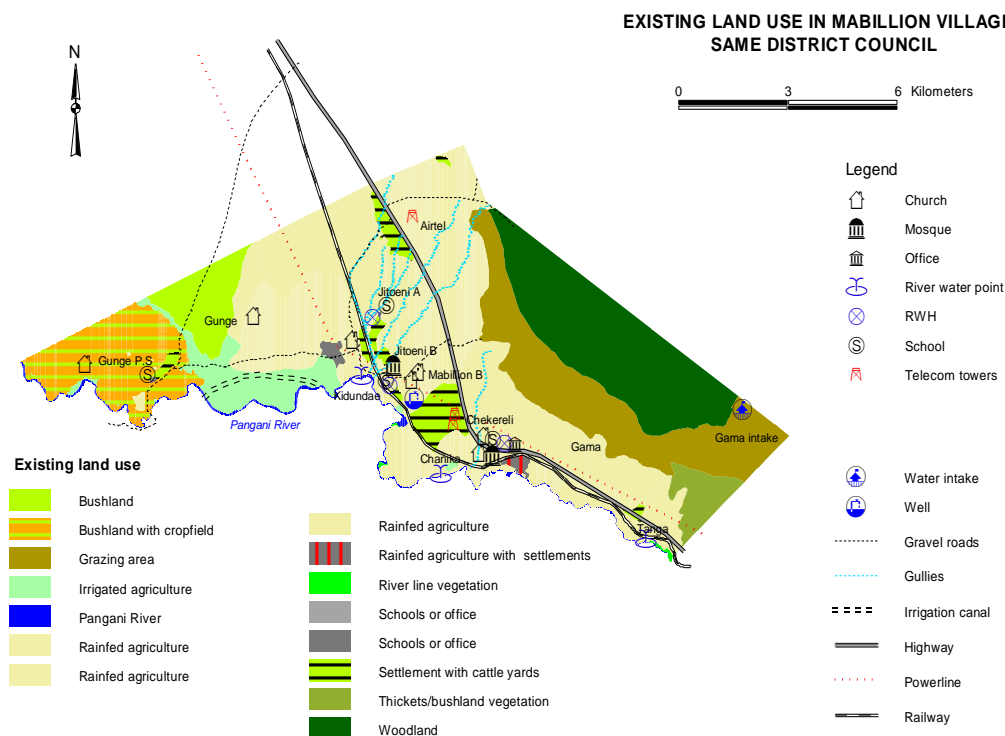 EXISTING LAND USE IN MABILLION VILLAGE
SAME DISTRICT COUNCIL
N
0 3 6 Kilometers
Legend
Church
Mosque
Office
River water point
RWH
School
Telecom towers
Airtel
Jitoeni A
Gunge
Jitoeni B
Gunge P.S
Mabillion B
Kidundae
Chekereli
Pangani River
Gama
Gama intake
Chanika
Tanga
Water intake
Well
Gravel roads
Gullies
Irrigation canal
Highway
Powerline
Railway
Existing land use
Bushland
Bushland with cropfield
Grazing area
Irrigated agriculture
Pangani River
Rainfed agriculture
Rainfed agriculture
Rainfed agriculture
Rainfed agriculture with settlements
River line vegetation
Schools or office
Schools or office
Settlement with cattle yards
Thickets/bushland vegetation
Woodland